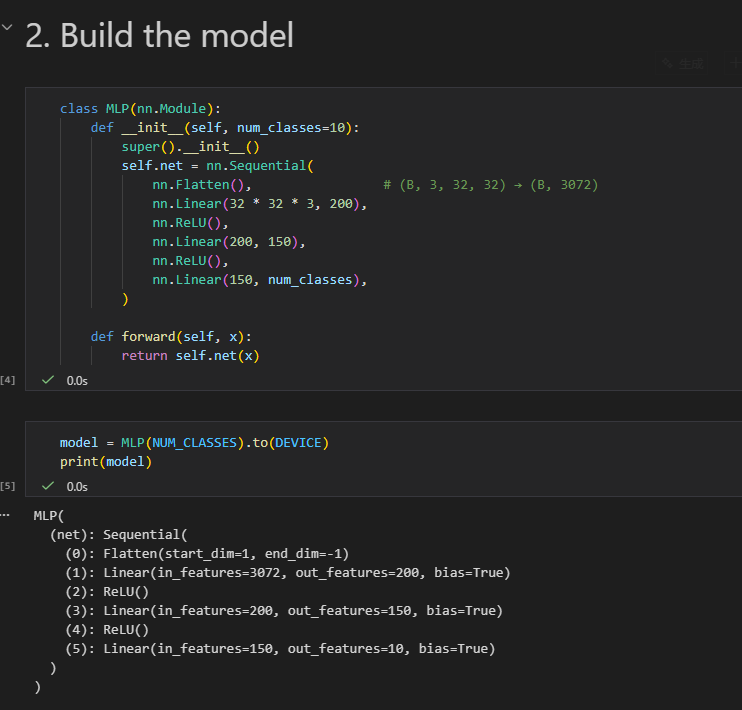 2. Build the model
生成
class MLP(nn.Module):
def __init__(self, num_classes=10):
super().__init__()
self.net = nn.Sequential(
nn.Flatten(), # (B, 3, 32, 32) → (B, 3072)
nn.Linear(32 * 32 * 3, 200),
nn.ReLU(),
nn.Linear(200, 150),
nn.ReLU(),
nn.Linear(150, num_classes),
)
def forward(self, x):
return self.net(x)
[4] 0.0s
model = MLP(NUM_CLASSES).to(DEVICE)
print(model)
[5] 0.0s
... MLP(
(net): Sequential(
(0): Flatten(start_dim=1, end_dim=-1)
(1): Linear(in_features=3072, out_features=200, bias=True)
(2): ReLU()
(3): Linear(in_features=200, out_features=150, bias=True)
(4): ReLU()
(5): Linear(in_features=150, out_features=10, bias=True)
)
)